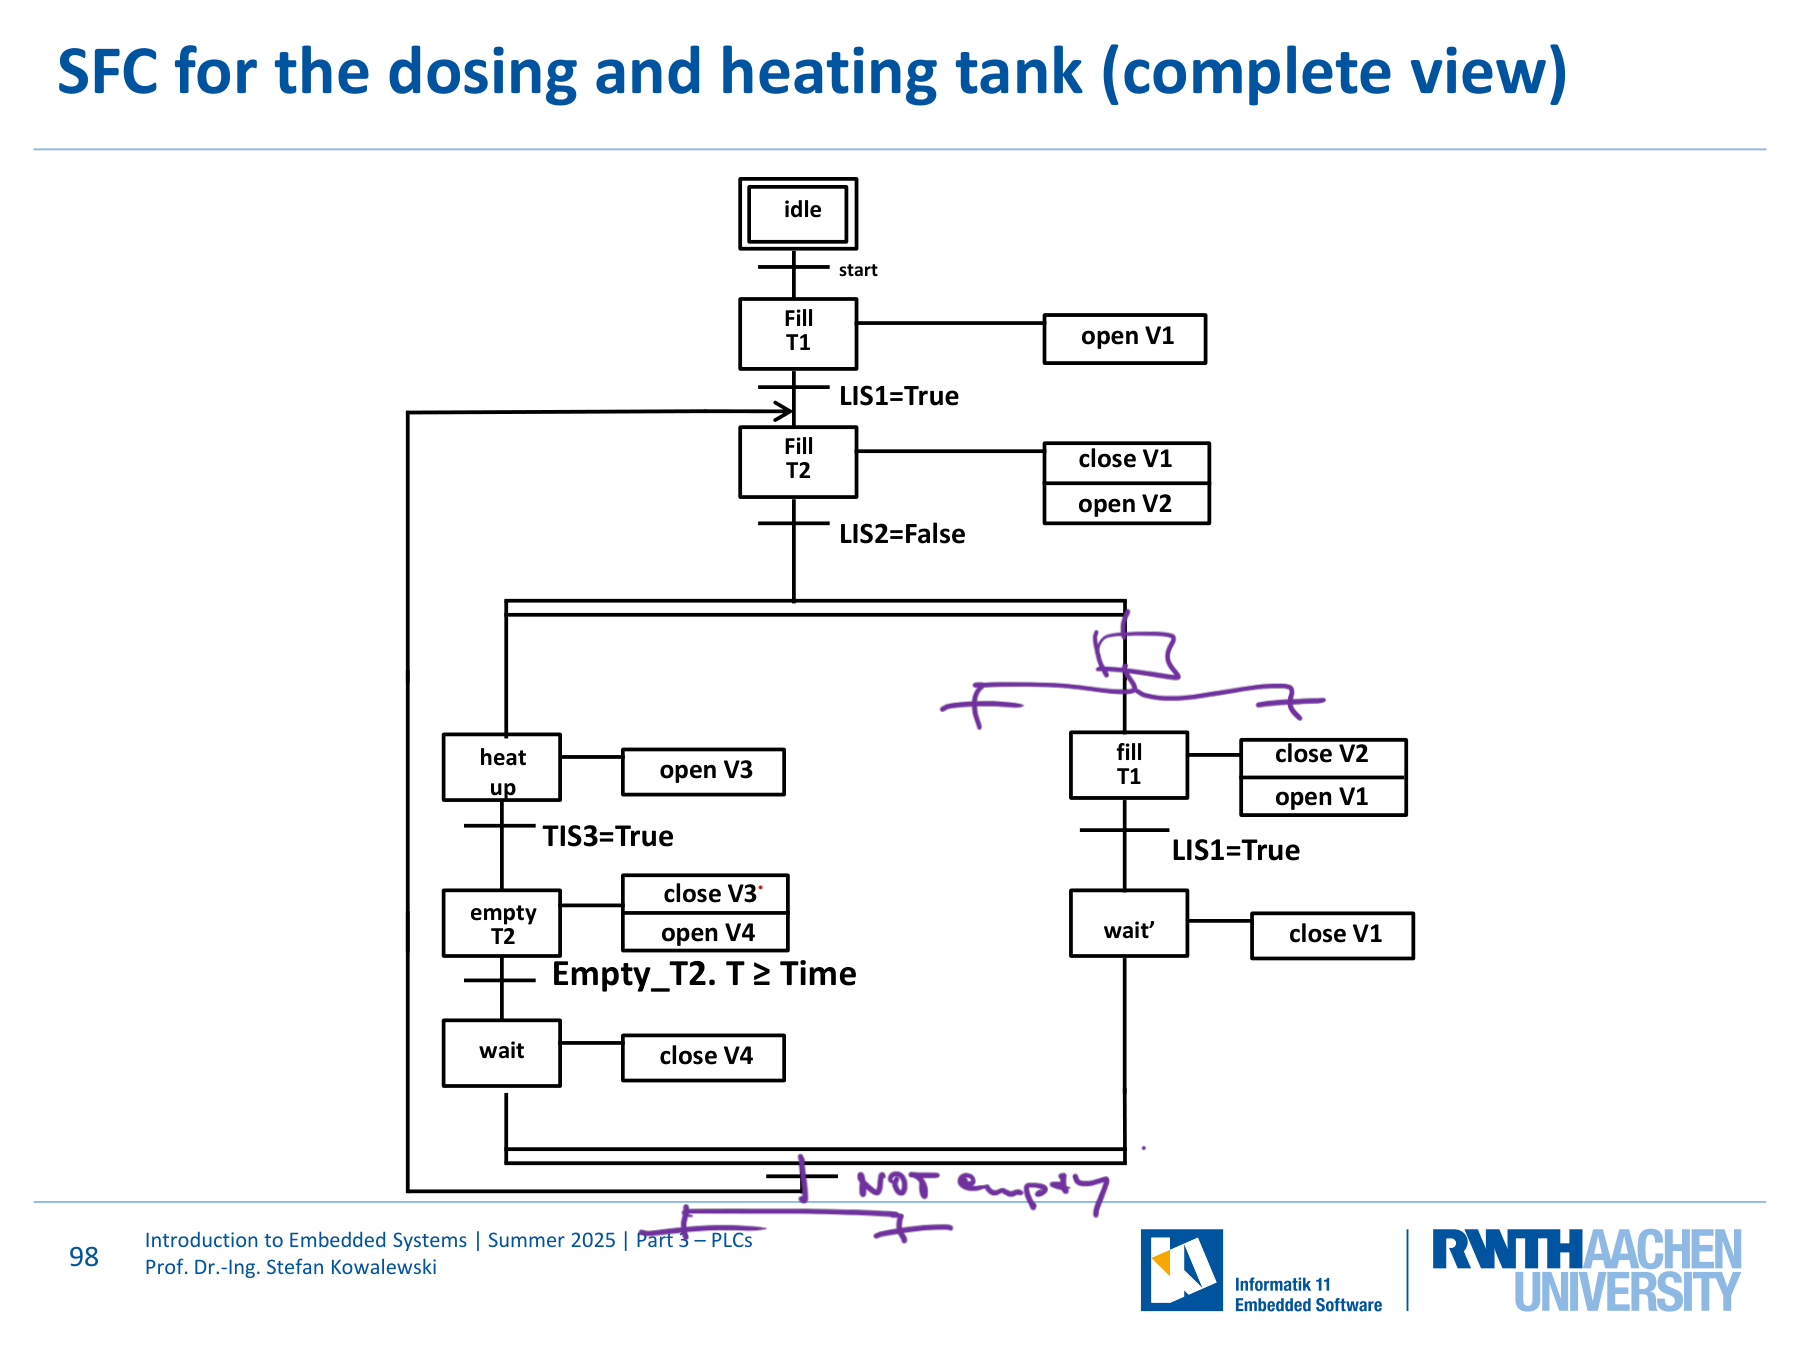 SFC for the dosing and heating tank (complete view)
idle
start
Fill
T1
open V1
LIS1=True
Fill
T2
close V1
open V2
LIS2=False
heat
up
open V3
TIS3=True
empty
T2
close V3
open V4
Empty_T2. T ≥ Time
wait
close V4
fill
T1
close V2
open V1
LIS1=True
wait’
close V1
NOT empty
98
Introduction to Embedded Systems | Summer 2025 | Part 3 – PLCs
Prof. Dr.-Ing. Stefan Kowalewski
Informatik 11
Embedded Software
RWTHAACHEN
UNIVERSITY